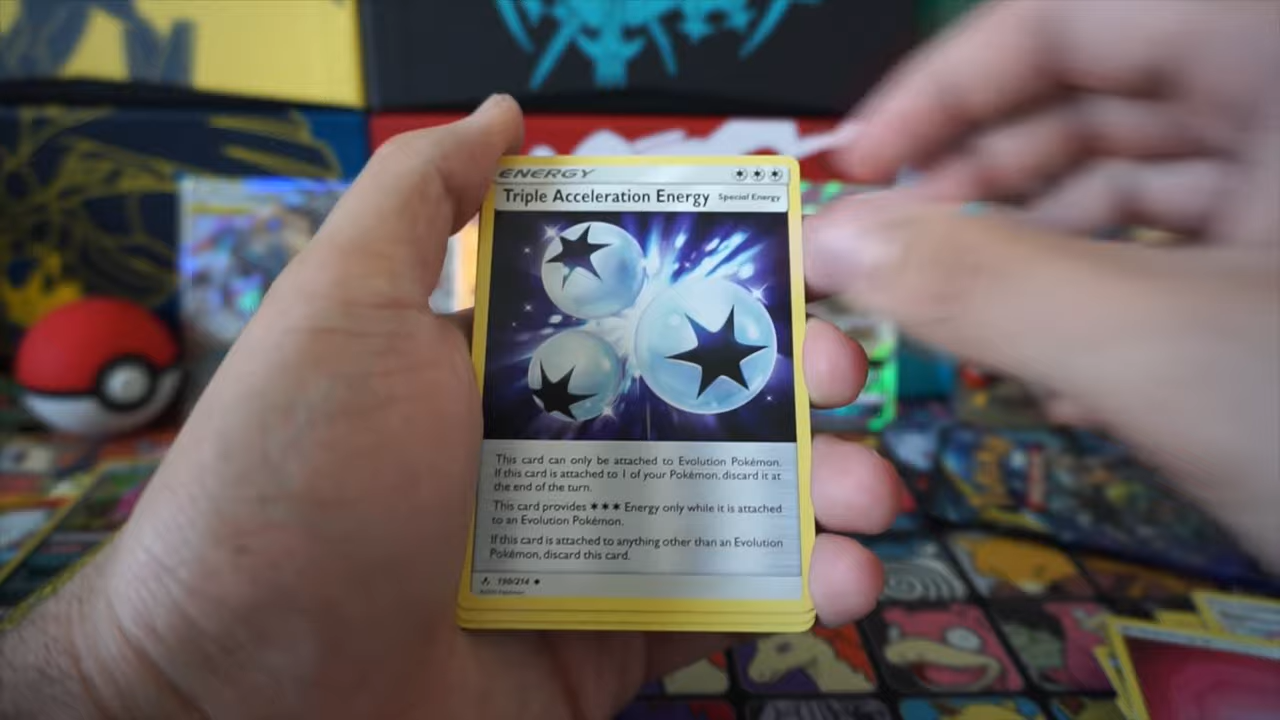 ENERGY
Triple Acceleration Energy Special Energy
This card can only be attached to Evolution Pokémon.
If this card is attached to 1 of your Pokémon, discard it at
the end of the turn.
This card provides ✶✶✶ Energy only while it is attached
to an Evolution Pokémon.
If this card is attached to anything other than an Evolution
Pokémon, discard this card.
190/214